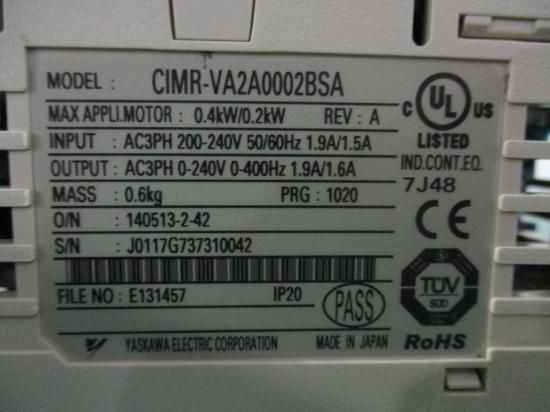 MODEL : CIMR-VA2A0002BSA
MAX APPLI.MOTOR : 0.4kW/0.2kW REV : A
INPUT : AC3PH 200-240V 50/60Hz 1.9A/1.5A
OUTPUT : AC3PH 0-240V 0-400Hz 1.9A/1.6A
MASS : 0.6kg PRG : 1020
O/N : 140513-2-42
S/N : J0117G737310042
FILE NO : E131457 IP20
PASS
YASKAWA ELECTRIC CORPORATION MADE IN JAPAN
C UL US
LISTED
IND.CONT.EQ.
7J48
CE
TÜV
SÜD
RoHS